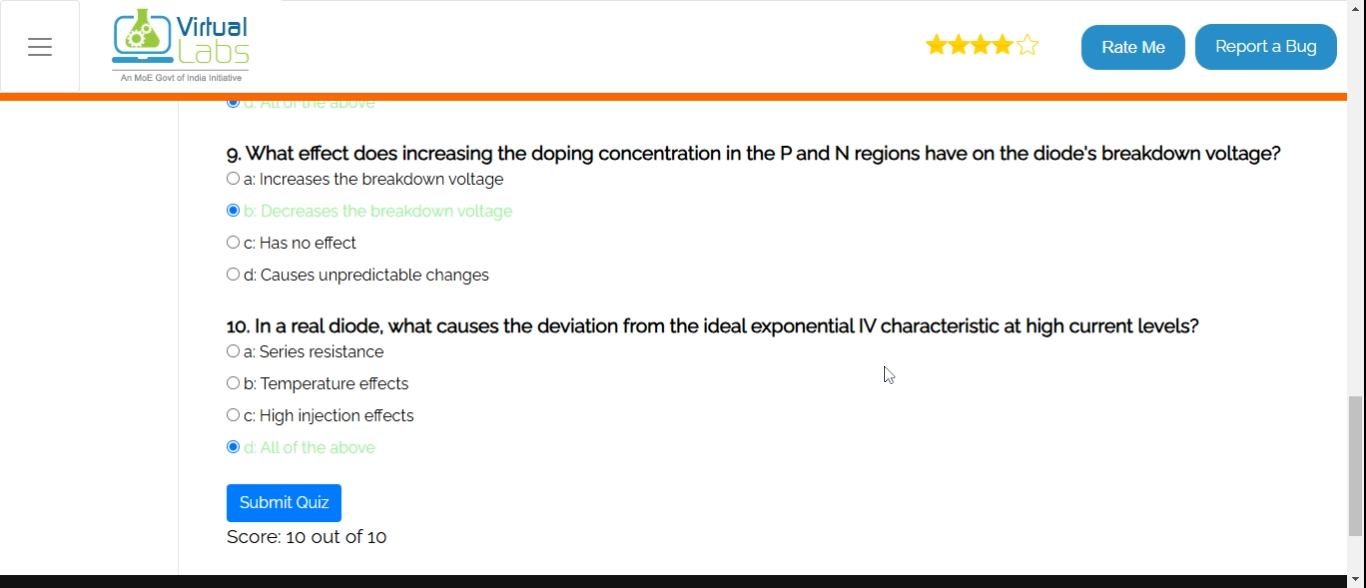 Virtual
Labs
An MoE Govt of India Initiative
Rate Me
Report a Bug
d: All of the above
9. What effect does increasing the doping concentration in the P and N regions have on the diode's breakdown voltage?
a: Increases the breakdown voltage
b: Decreases the breakdown voltage
c: Has no effect
d: Causes unpredictable changes
10. In a real diode, what causes the deviation from the ideal exponential IV characteristic at high current levels?
a: Series resistance
b: Temperature effects
c: High injection effects
d: All of the above
Submit Quiz
Score: 10 out of 10